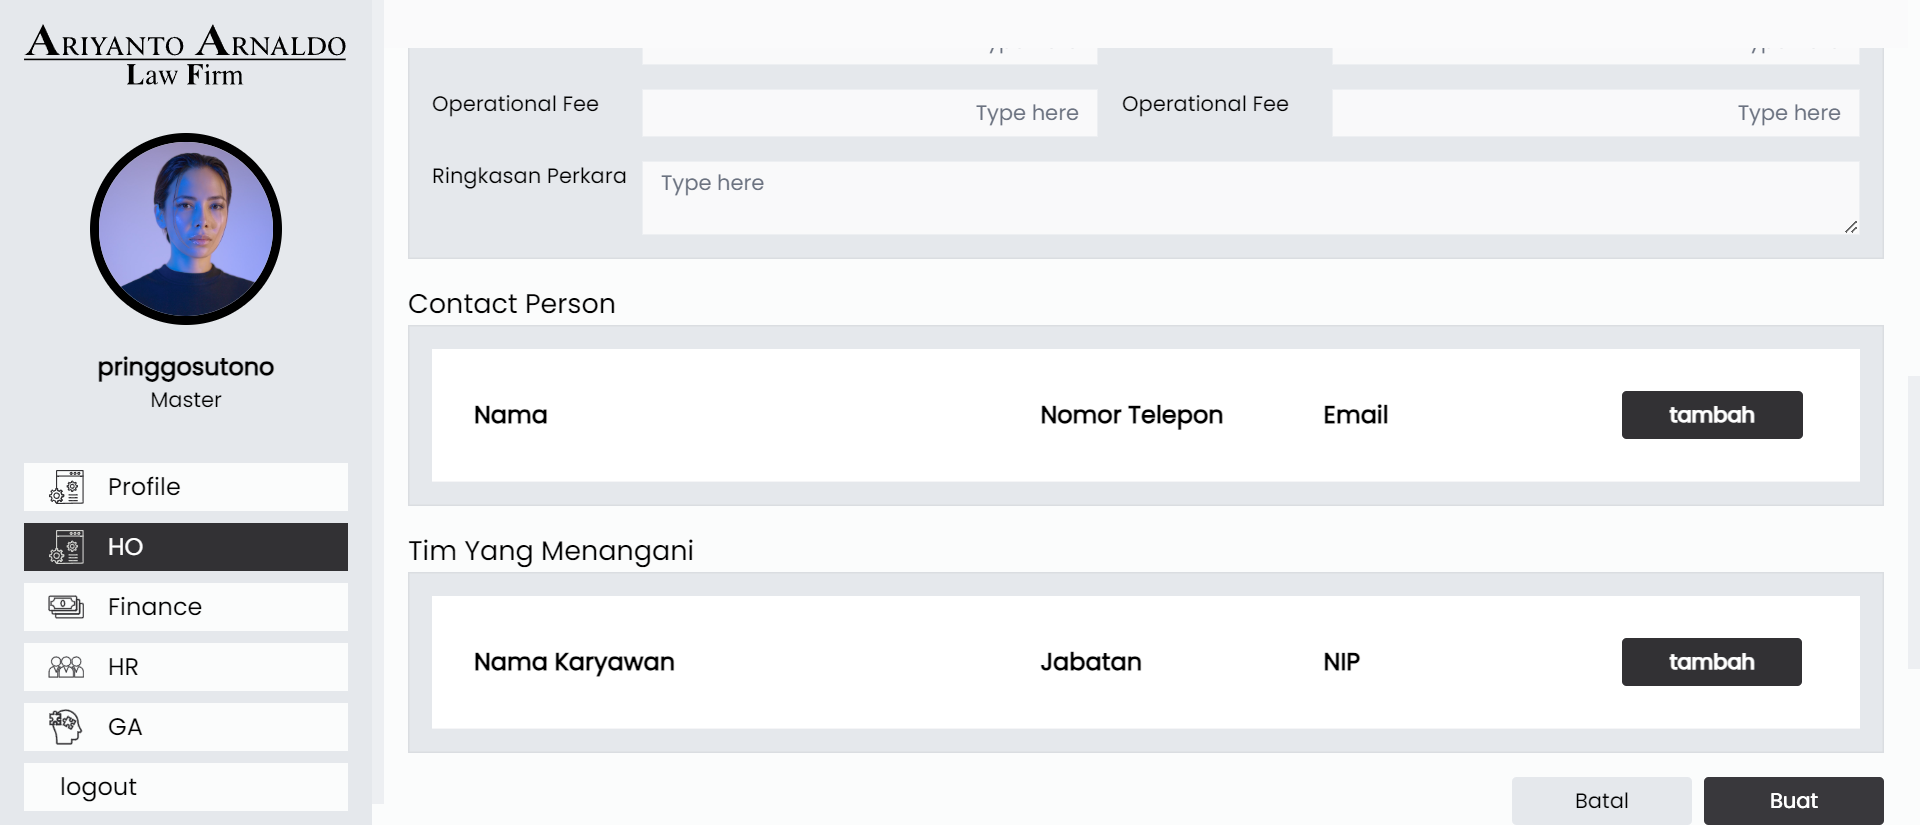 ARIYANTO ARNALDO
Law Firm
pringgosutono
Master
Profile
HO
Finance
HR
GA
logout
Operational Fee
Type here
Operational Fee
Type here
Ringkasan Perkara
Type here
Contact Person
Nama
Nomor Telepon
Email
tambah
Tim Yang Menangani
Nama Karyawan
Jabatan
NIP
tambah
Batal
Buat